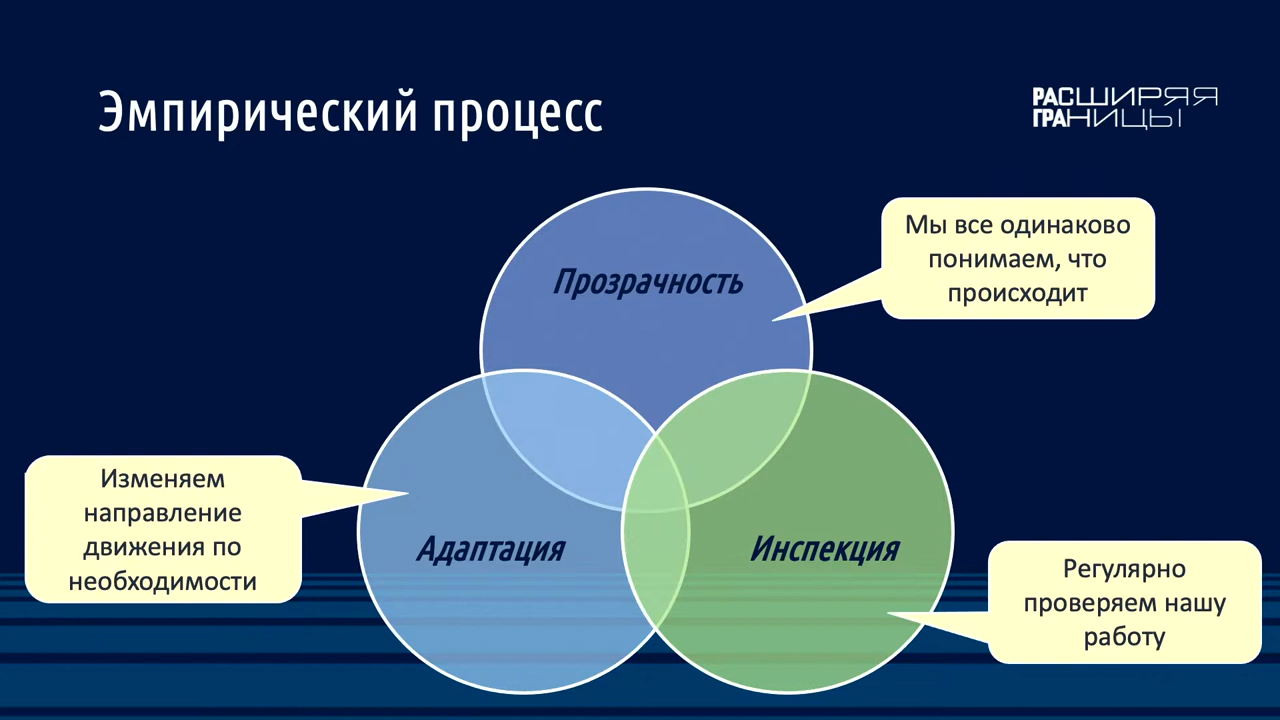 Эмпирический процесс
РАСШИРЯЯ
ГРАНИЦЫ
Прозрачность
Мы все одинаково
понимаем, что
происходит
Изменяем
направление
движения по
необходимости
Адаптация
Инспекция
Регулярно
проверяем нашу
работу